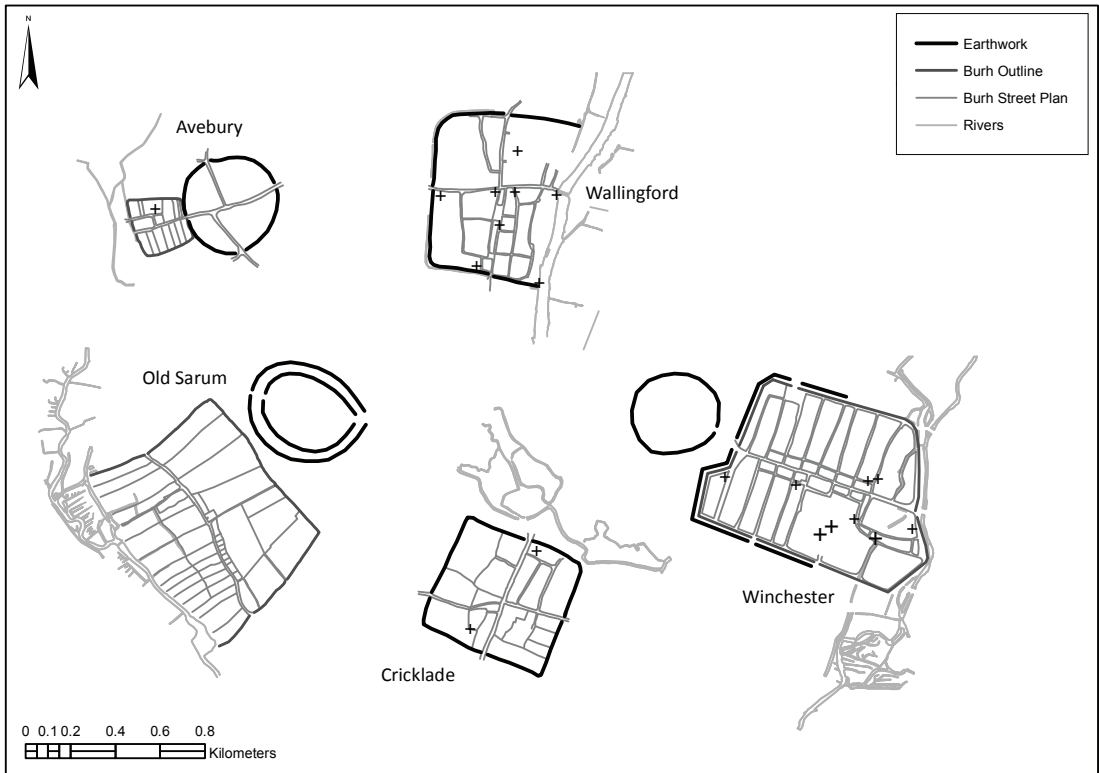 N
Earthwork
Burh Outline
Burh Street Plan
Rivers
Avebury
Wallingford
Old Sarum
Winchester
Cricklade
0 0.1 0.2 0.4 0.6 0.8
Kilometers